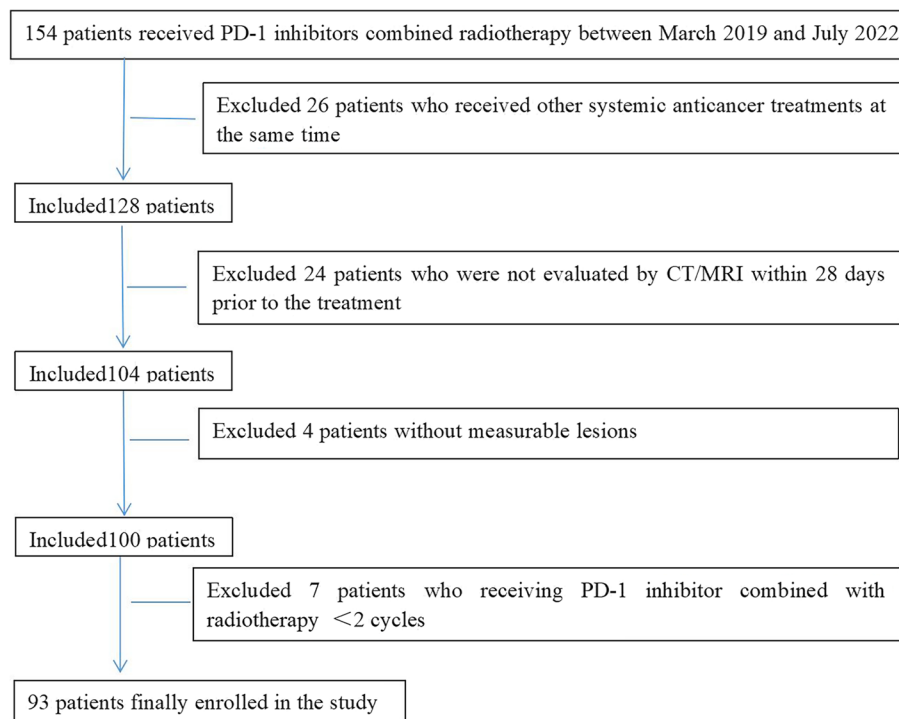 154 patients received PD-1 inhibitors combined radiotherapy between March 2019 and July 2022
Excluded 26 patients who received other systemic anticancer treatments at
the same time
Included128 patients
Excluded 24 patients who were not evaluated by CT/MRI within 28 days
prior to the treatment
Included104 patients
Excluded 4 patients without measurable lesions
Included100 patients
Excluded 7 patients who receiving PD-1 inhibitor combined with
radiotherapy ＜2 cycles
93 patients finally enrolled in the study